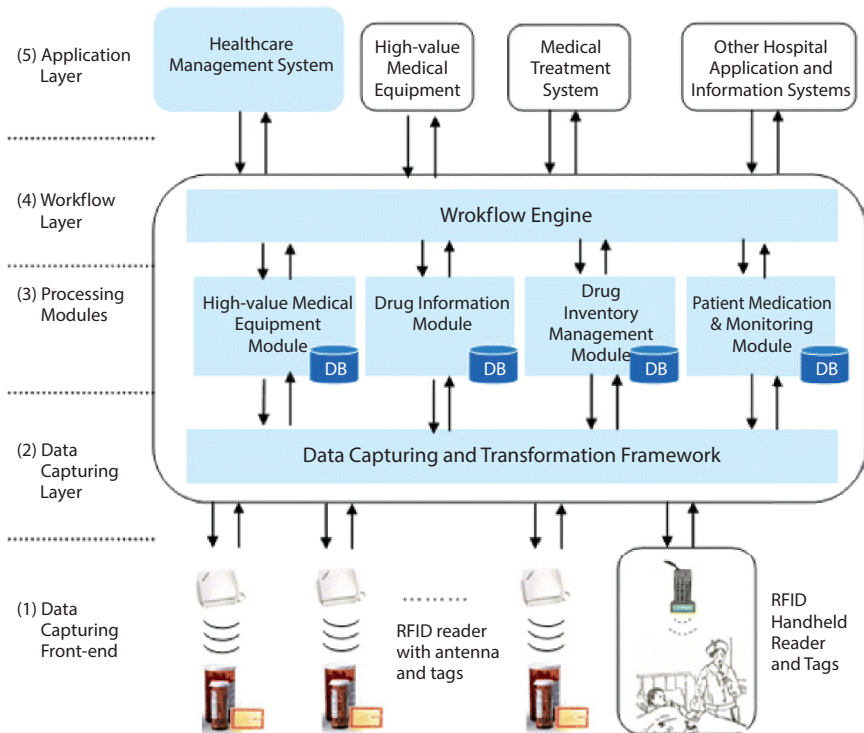 (5) Application
Layer
Healthcare
Management System
High-value
Medical
Equipment
Medical
Treatment
System
Other Hospital
Application and
Information Systems
(4) Workflow
Layer
Wrokflow Engine
(3) Processing
Modules
High-value Medical
Equipment
Module
DB
Drug Information
Module
DB
Drug
Inventory
Management
Module
DB
Patient Medication
& Monitoring
Module
DB
(2) Data
Capturing
Layer
Data Capturing and Transformation Framework
(1) Data
Capturing
Front-end
RFID reader
with antenna
and tags
RFID
Handheld
Reader
and Tags